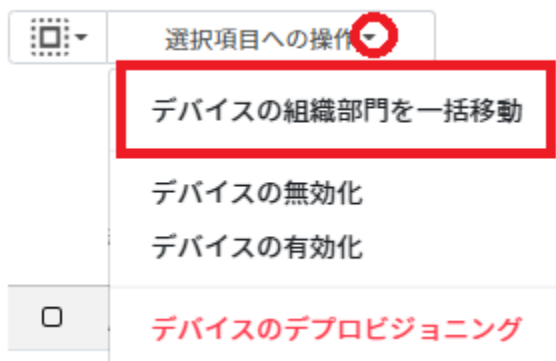 選択項目への操作
デバイスの組織部門を一括移動
デバイスの無効化
デバイスの有効化
デバイスのデプロビジョニング